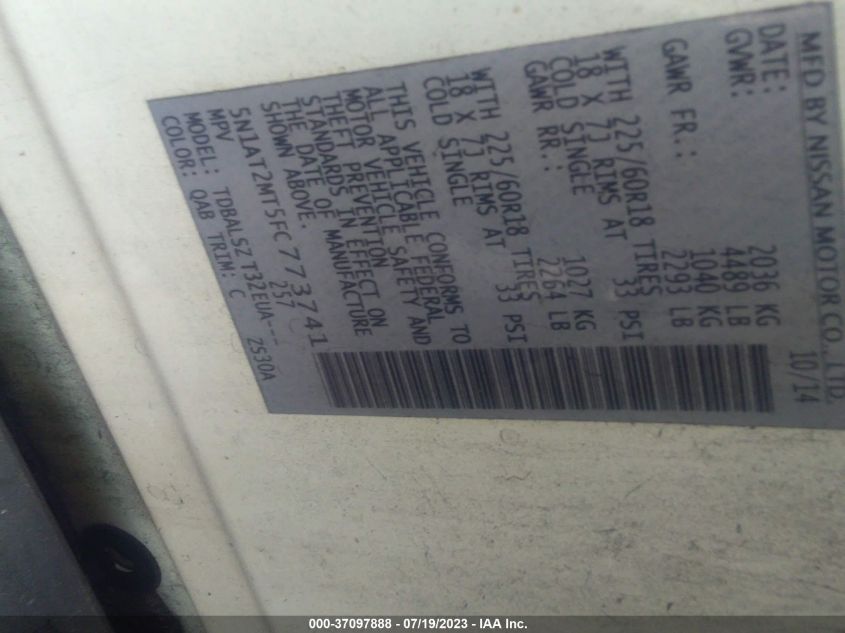 MFD BY NISSAN MOTOR CO., LTD.
DATE: 10/14
GVWR: 2036 KG
4489 LB
GAWR FR.: 1040 KG
2293 LB
WITH 225/60R18 TIRES
18 X 7J RIMS AT 33 PSI
COLD SINGLE
GAWR RR.: 1027 KG
2264 LB
WITH 225/60R18 TIRES
18 X 7J RIMS AT 33 PSI
COLD SINGLE
THIS VEHICLE CONFORMS TO
ALL APPLICABLE FEDERAL
MOTOR VEHICLE SAFETY AND
THEFT PREVENTION
STANDARDS IN EFFECT ON
THE DATE OF MANUFACTURE
SHOWN ABOVE.
5N1AT2MT5FC773741
MPV 257
MODEL: TDBALSZ T32EUA---
COLOR: QAB TRIM: C 2530A
000-37097888 - 07/19/2023 - IAA Inc.